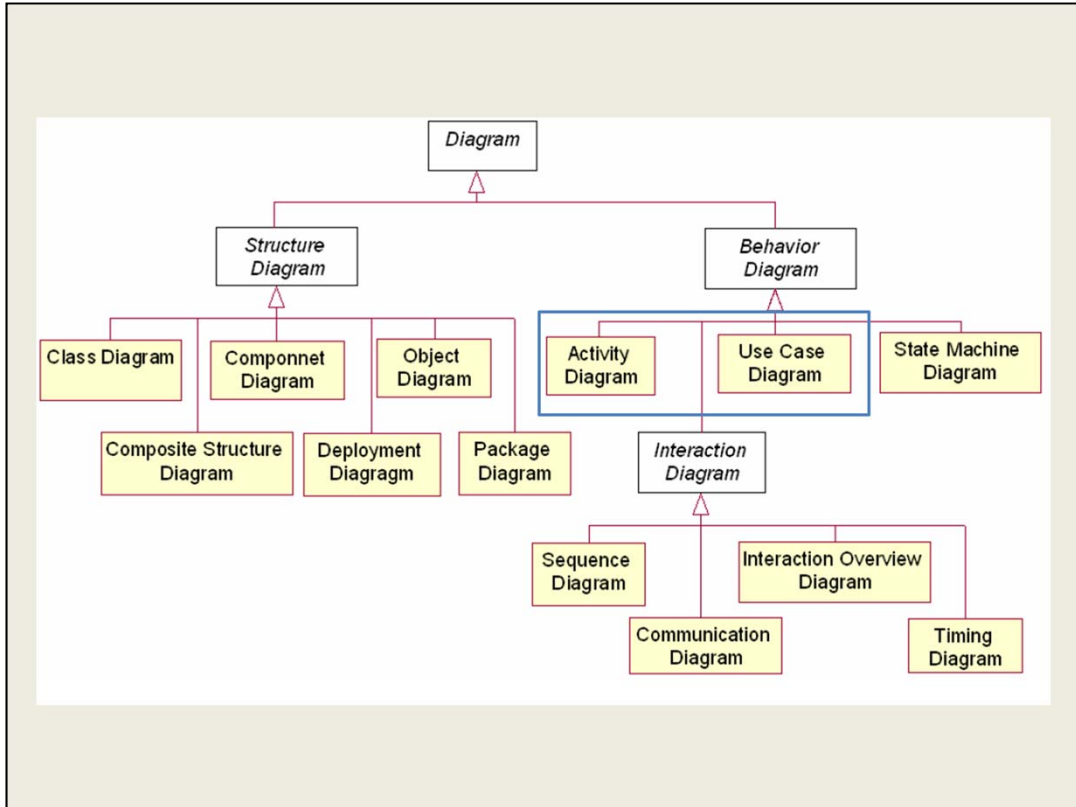 Diagram
Structure
Diagram
Behavior
Diagram
Class Diagram
Componnet
Diagram
Object
Diagram
Activity
Diagram
Use Case
Diagram
State Machine
Diagram
Composite Structure
Diagram
Deployment
Diagragm
Package
Diagram
Interaction
Diagram
Sequence
Diagram
Interaction Overview
Diagram
Communication
Diagram
Timing
Diagram